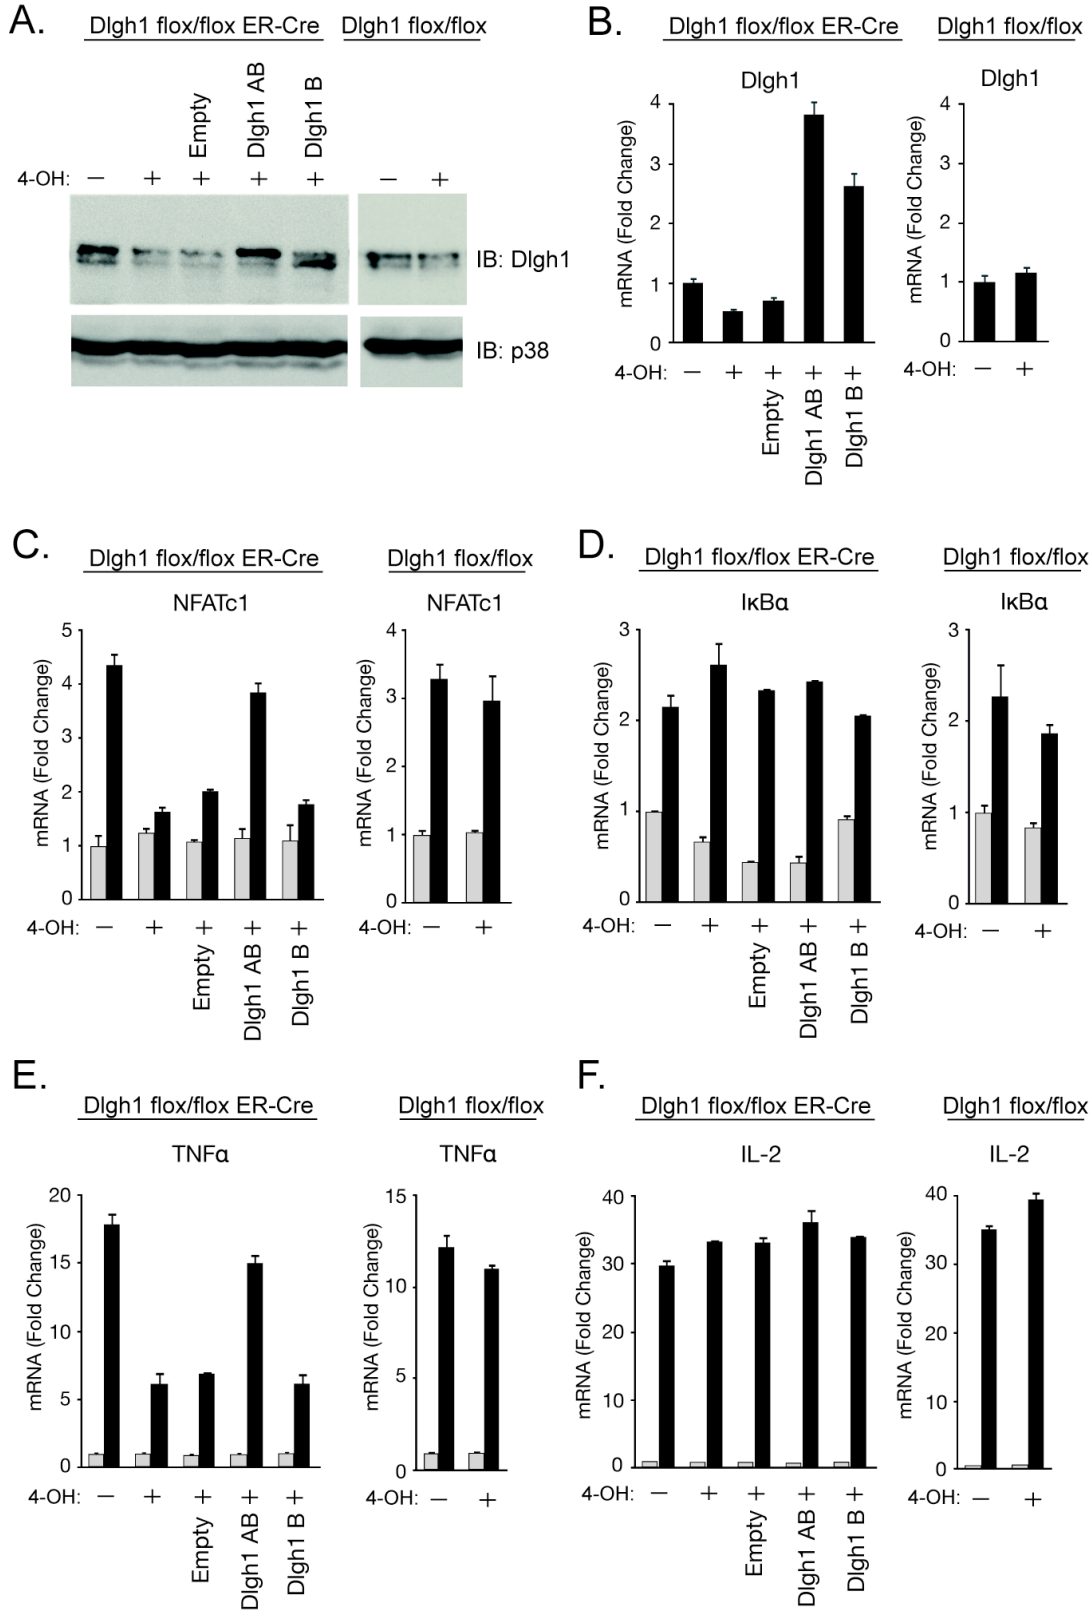 A.
Dlgh1 flox/flox ER-Cre
Dlgh1 flox/flox
Empty
Dlgh1 AB
Dlgh1 B
4-OH: — + + + + — +
IB: Dlgh1
IB: p38
B.
Dlgh1 flox/flox ER-Cre
Dlgh1 flox/flox
Dlgh1
Dlgh1
mRNA (Fold Change)
4
3
2
1
0
4-OH: — + + + +
Empty
Dlgh1 AB
Dlgh1 B
mRNA (Fold Change)
4
3
2
1
0
4-OH: — +
C.
Dlgh1 flox/flox ER-Cre
Dlgh1 flox/flox
NFATc1
NFATc1
mRNA (Fold Change)
5
4
3
2
1
0
4-OH: — + + + +
Empty
Dlgh1 AB
Dlgh1 B
mRNA (Fold Change)
4
3
2
1
0
4-OH: — +
D.
Dlgh1 flox/flox ER-Cre
Dlgh1 flox/flox
IκBα
IκBα
mRNA (Fold Change)
3
2
1
0
4-OH: — + + + +
Empty
Dlgh1 AB
Dlgh1 B
mRNA (Fold Change)
3
2
1
0
4-OH: — +
E.
Dlgh1 flox/flox ER-Cre
Dlgh1 flox/flox
TNFα
TNFα
mRNA (Fold Change)
20
15
10
5
0
4-OH: — + + + +
Empty
Dlgh1 AB
Dlgh1 B
mRNA (Fold Change)
15
10
5
0
4-OH: — +
F.
Dlgh1 flox/flox ER-Cre
Dlgh1 flox/flox
IL-2
IL-2
mRNA (Fold Change)
40
30
20
10
0
4-OH: — + + + +
Empty
Dlgh1 AB
Dlgh1 B
mRNA (Fold Change)
40
30
20
10
0
4-OH: — +